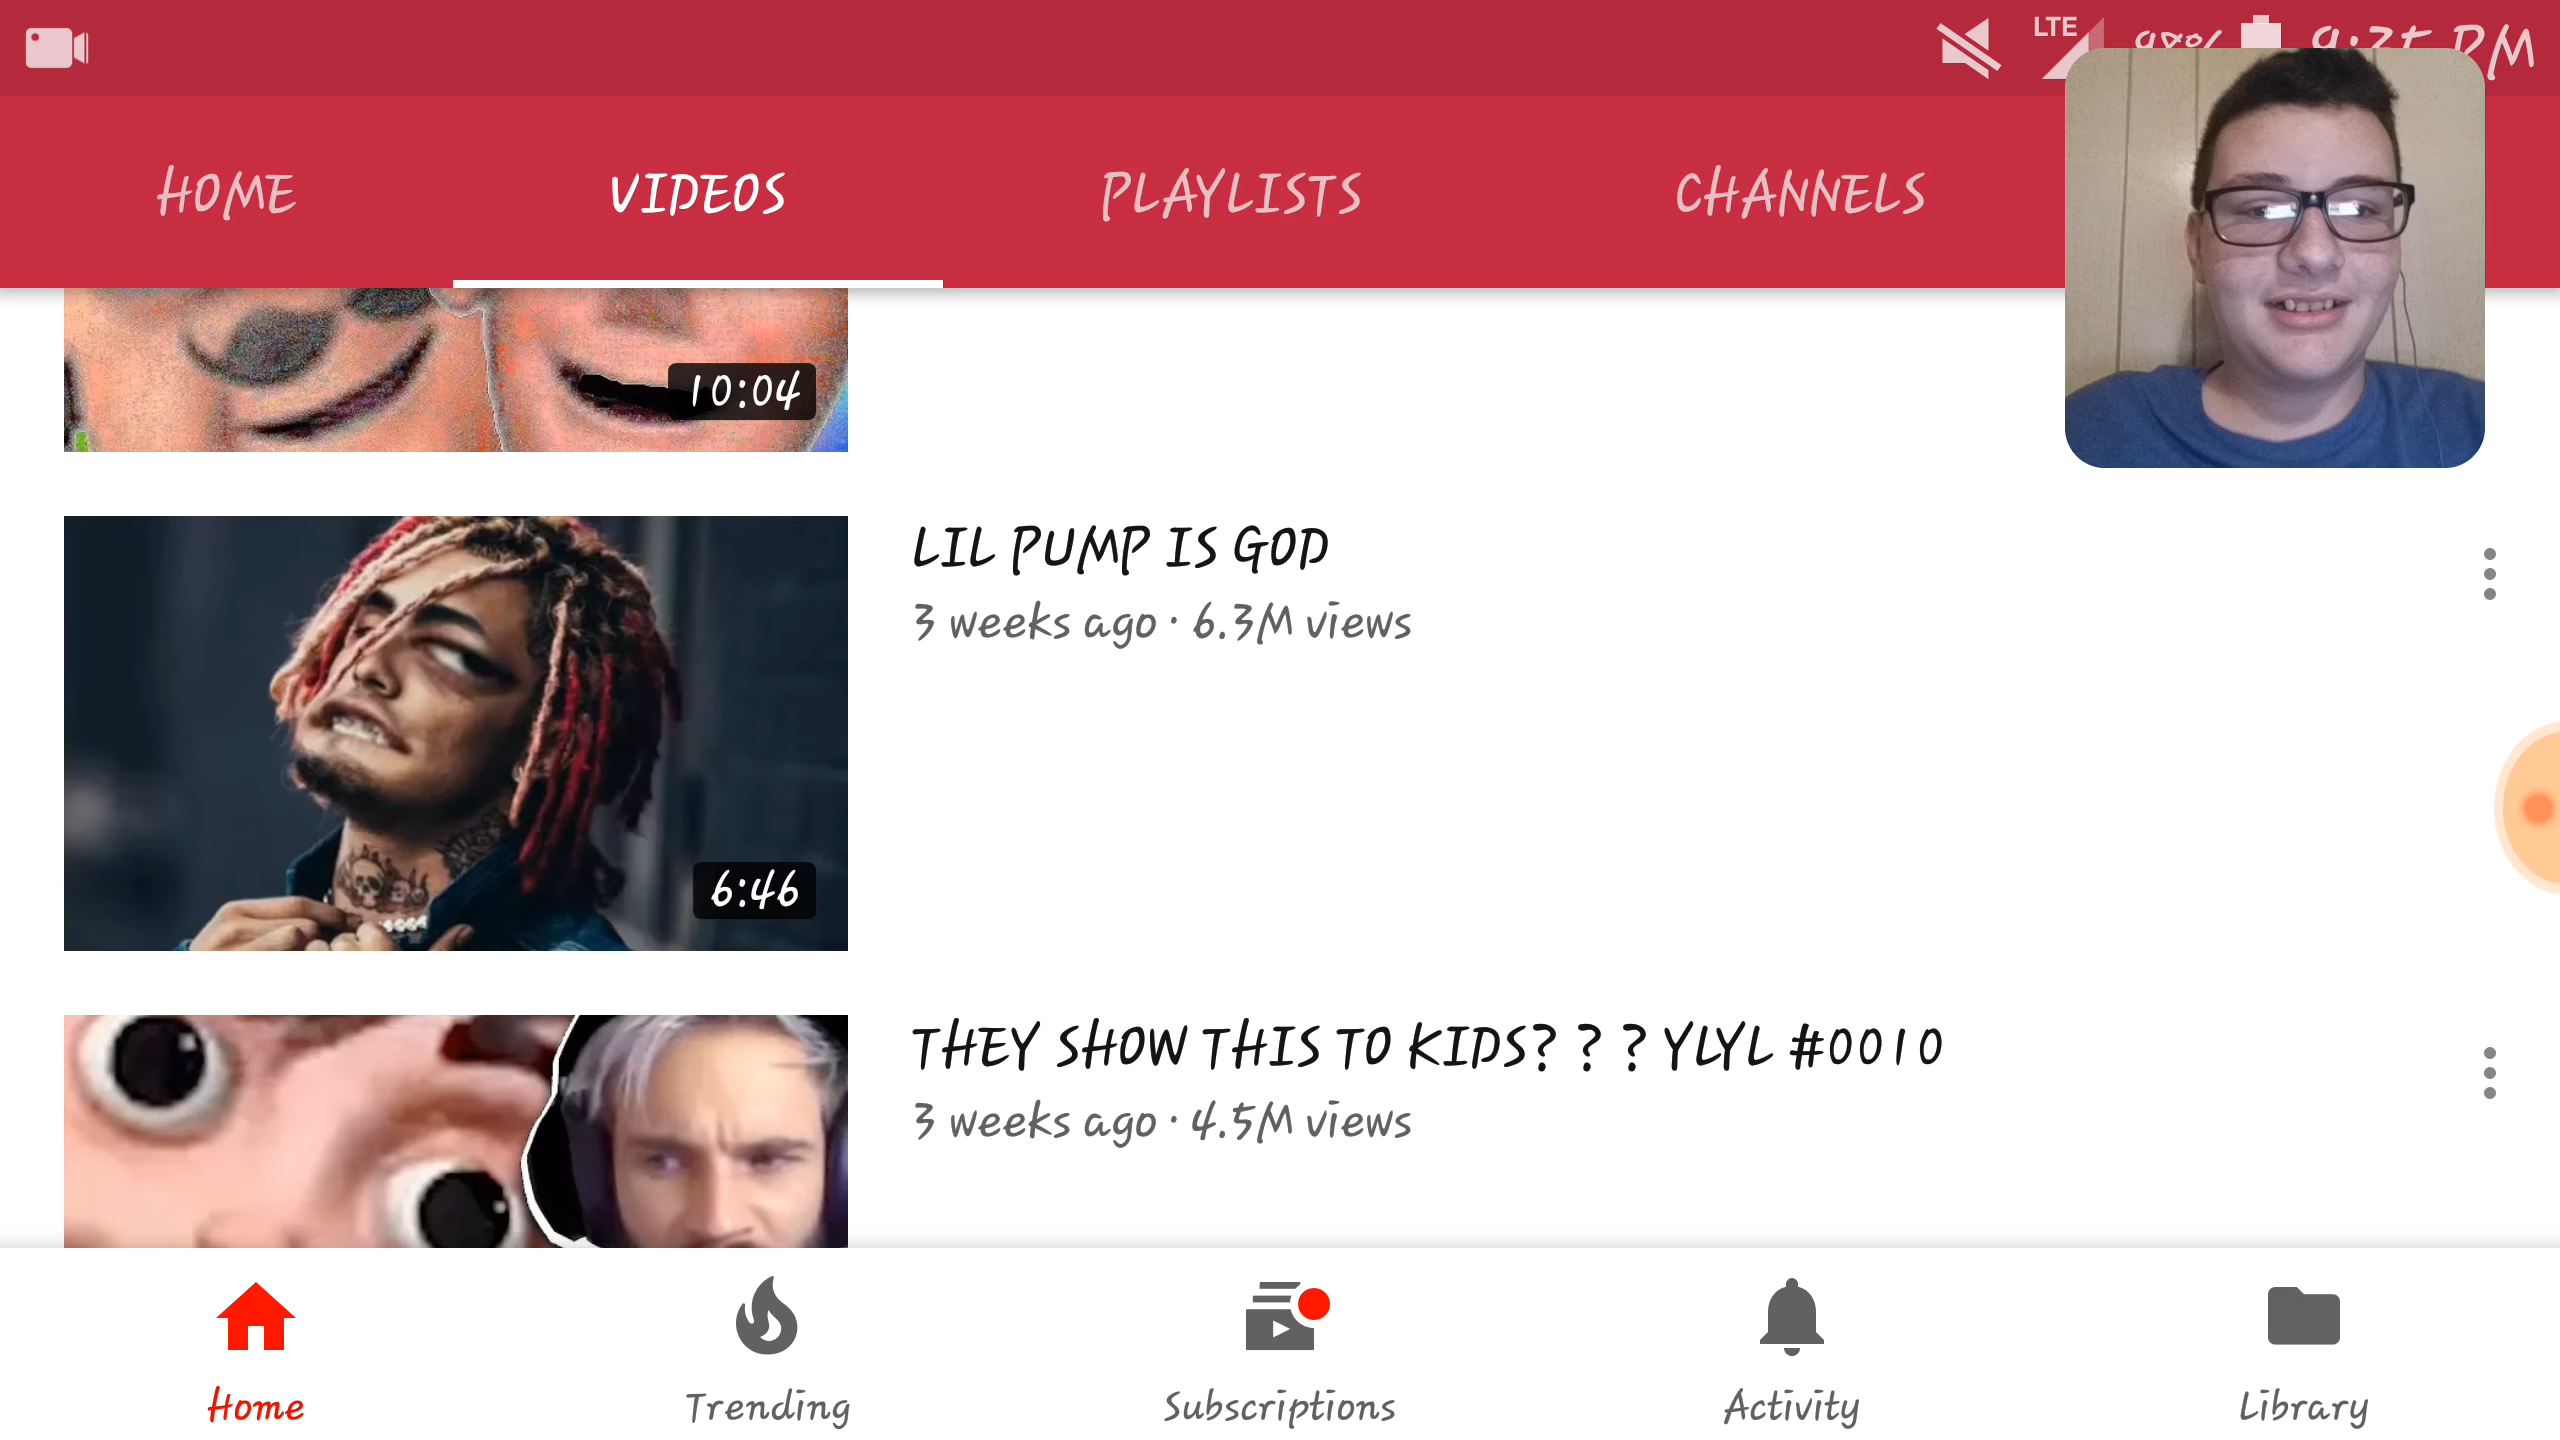 LTE
PM
HOME VIDEOS PLAYLISTS CHANNELS
10:04
LIL PUMP IS GOD
3 weeks ago · 6.3M views
6:46
THEY SHOW THIS TO KIDS? ? ? YLYL #0010
3 weeks ago · 4.5M views
Home Trending Subscriptions Activity Library